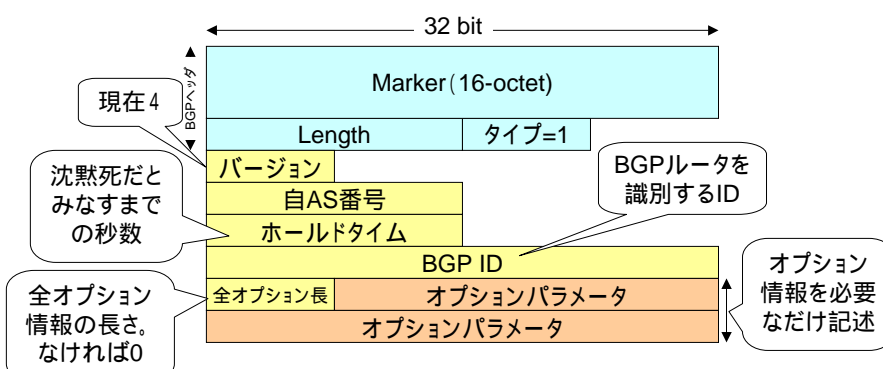 32 bit
BGPヘッダ
Marker(16-octet)
現在4
Length
タイプ=1
バージョン
沈黙死だと
みなすまで
の秒数
自AS番号
BGPルータを
識別するID
ホールドタイム
BGP ID
全オプション
情報の長さ。
なければ0
全オプション長
オプションパラメータ
オプション
情報を必要
なだけ記述
オプションパラメータ